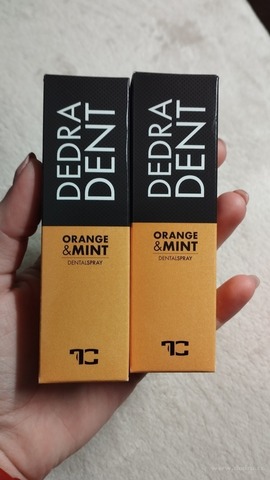 DEDRA
DENT
ORANGE
&MINT
DENTALSPRAY
DEDRA
DENT
ORANGE
&MINT
DENTALSPRAY